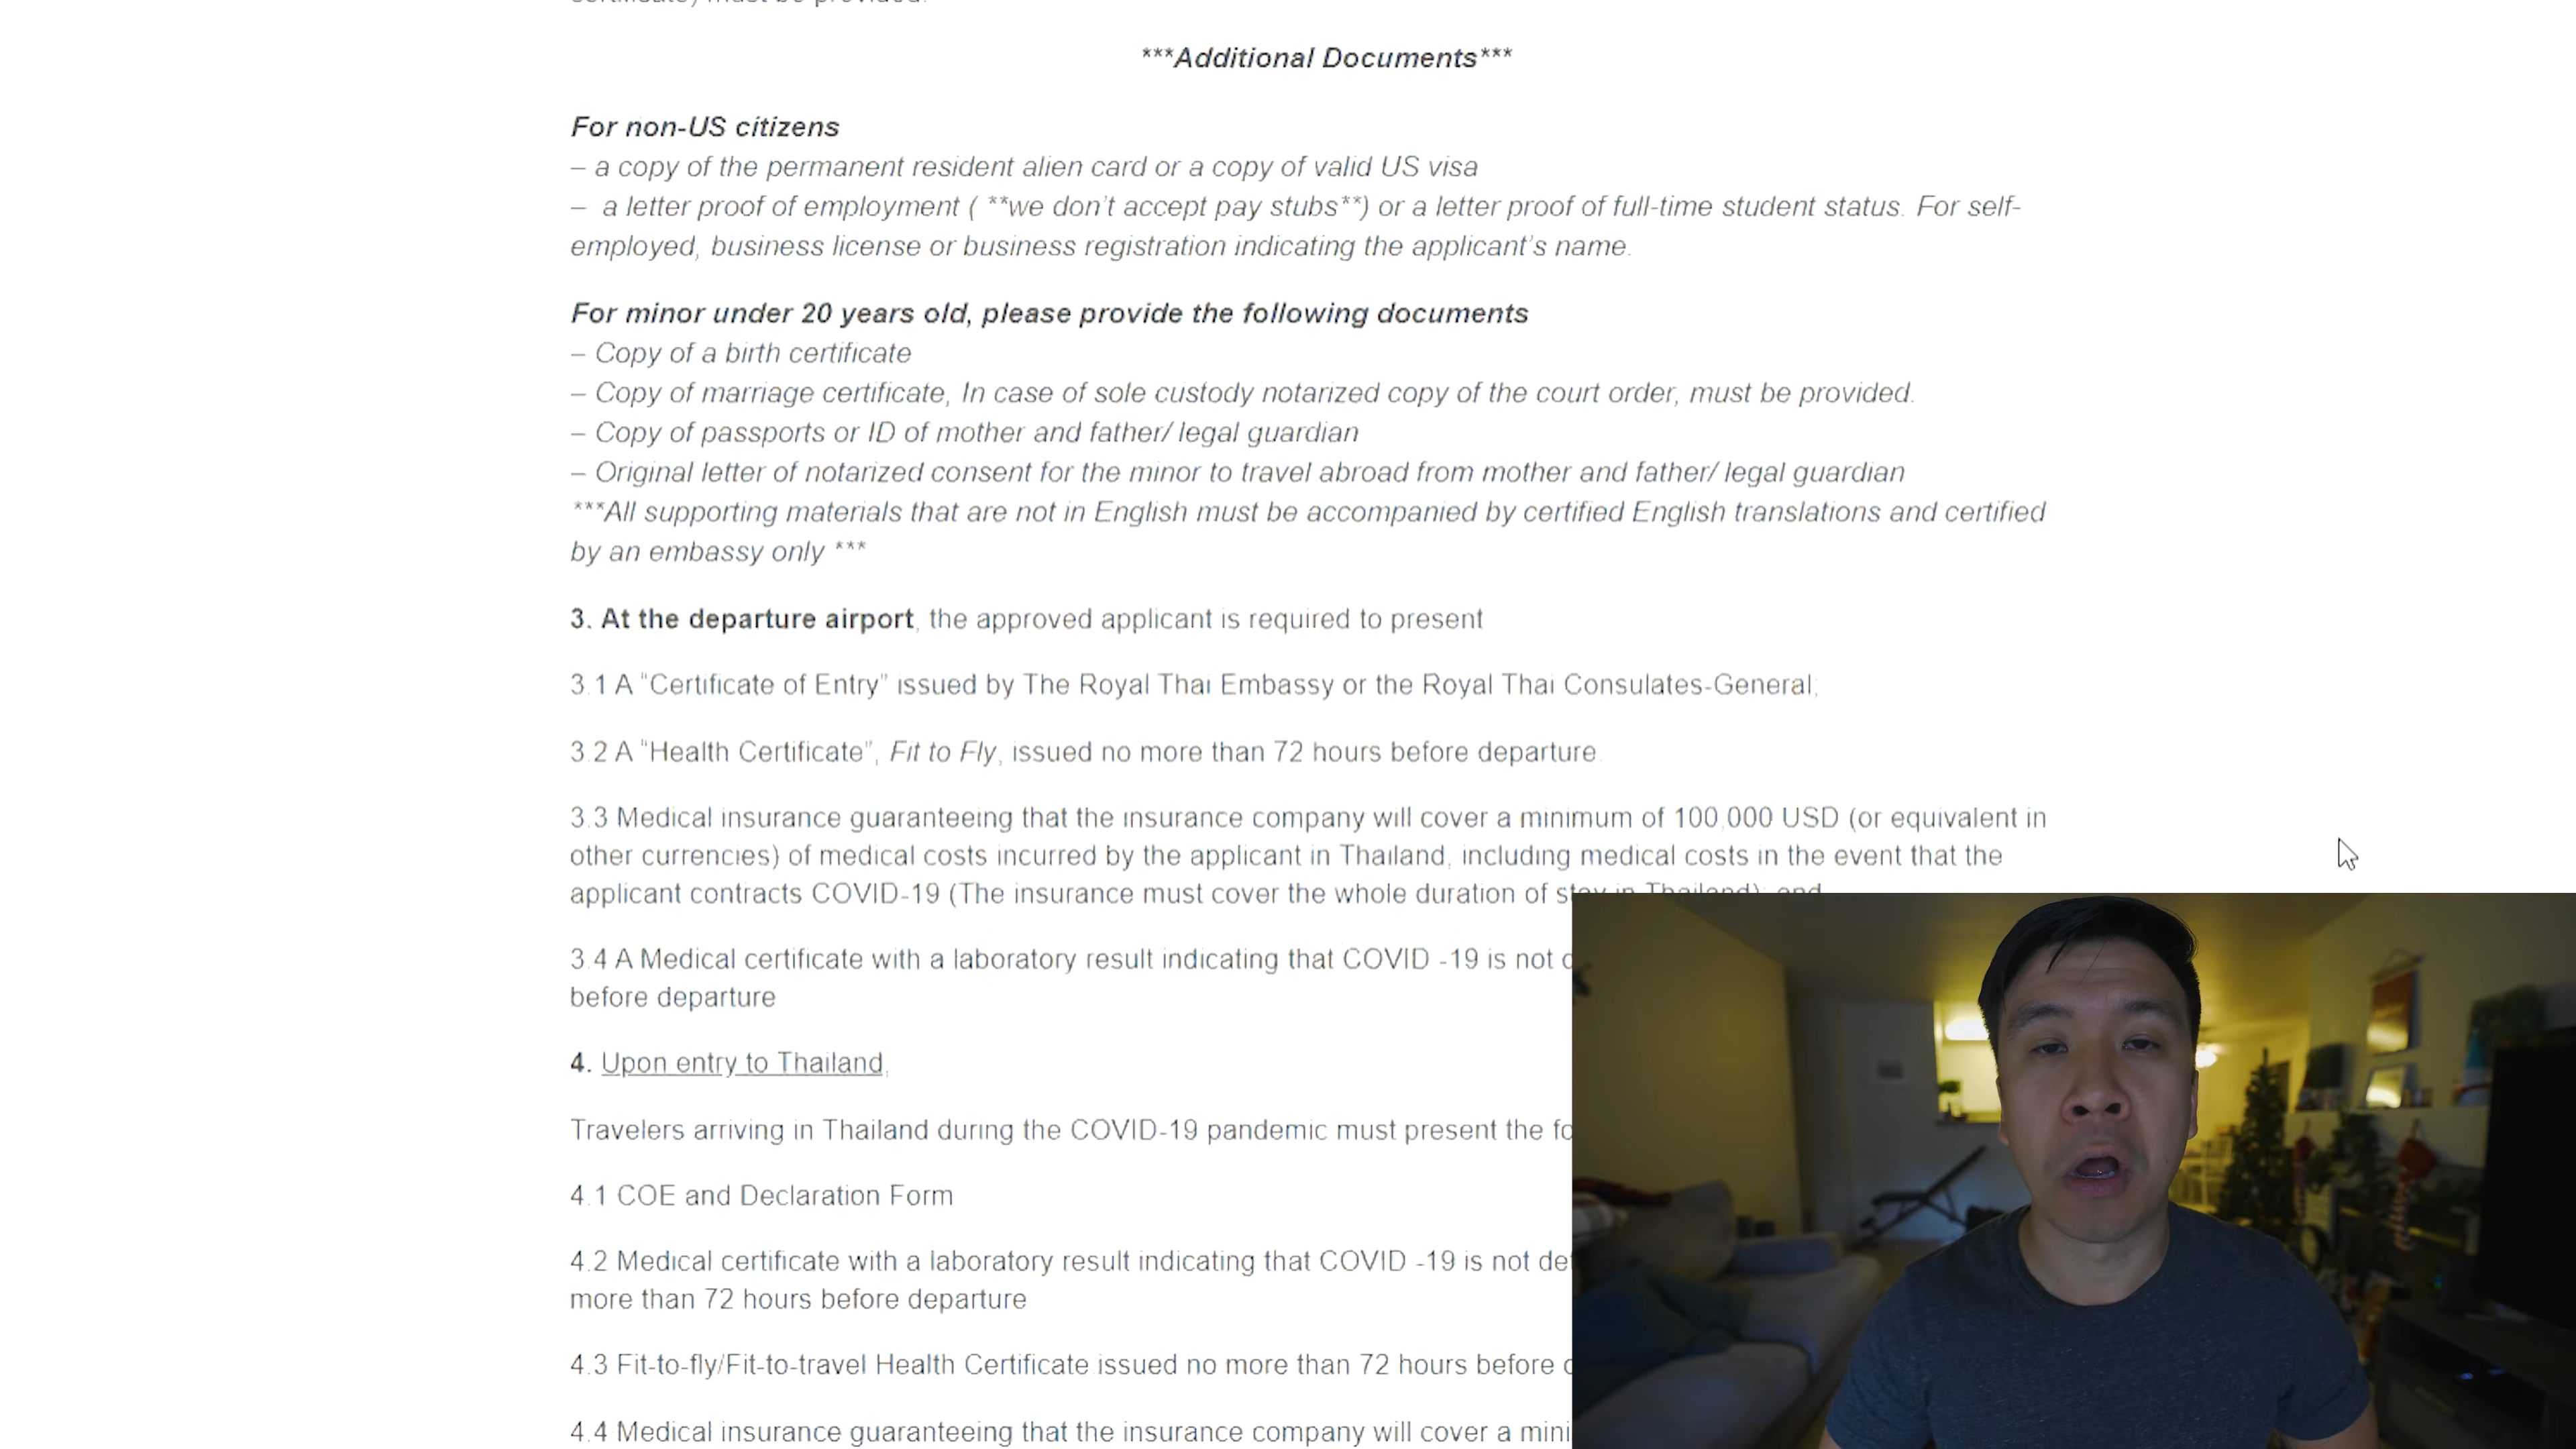 ***Additional Documents***
For non-US citizens
– a copy of the permanent resident alien card or a copy of valid US visa
– a letter proof of employment ( **we don't accept pay stubs**) or a letter proof of full-time student status. For self-
employed, business license or business registration indicating the applicant's name.
For minor under 20 years old, please provide the following documents
– Copy of a birth certificate
– Copy of marriage certificate, In case of sole custody notarized copy of the court order, must be provided.
– Copy of passports or ID of mother and father/ legal guardian
– Original letter of notarized consent for the minor to travel abroad from mother and father/ legal guardian
***All supporting materials that are not in English must be accompanied by certified English translations and certified
by an embassy only ***
3. At the departure airport, the approved applicant is required to present
3.1 A "Certificate of Entry" issued by The Royal Thai Embassy or the Royal Thai Consulates-General;
3.2 A "Health Certificate", Fit to Fly, issued no more than 72 hours before departure.
3.3 Medical insurance guaranteeing that the insurance company will cover a minimum of 100,000 USD (or equivalent in
other currencies) of medical costs incurred by the applicant in Thailand, including medical costs in the event that the
applicant contracts COVID-19 (The insurance must cover the whole duration of stay in Thailand); and
3.4 A Medical certificate with a laboratory result indicating that COVID -19 is not
before departure
4. Upon entry to Thailand,
Travelers arriving in Thailand during the COVID-19 pandemic must present the
4.1 COE and Declaration Form
4.2 Medical certificate with a laboratory result indicating that COVID -19 is not
more than 72 hours before departure
4.3 Fit-to-fly/Fit-to-travel Health Certificate issued no more than 72 hours before
4.4 Medical insurance guaranteeing that the insurance company will cover a